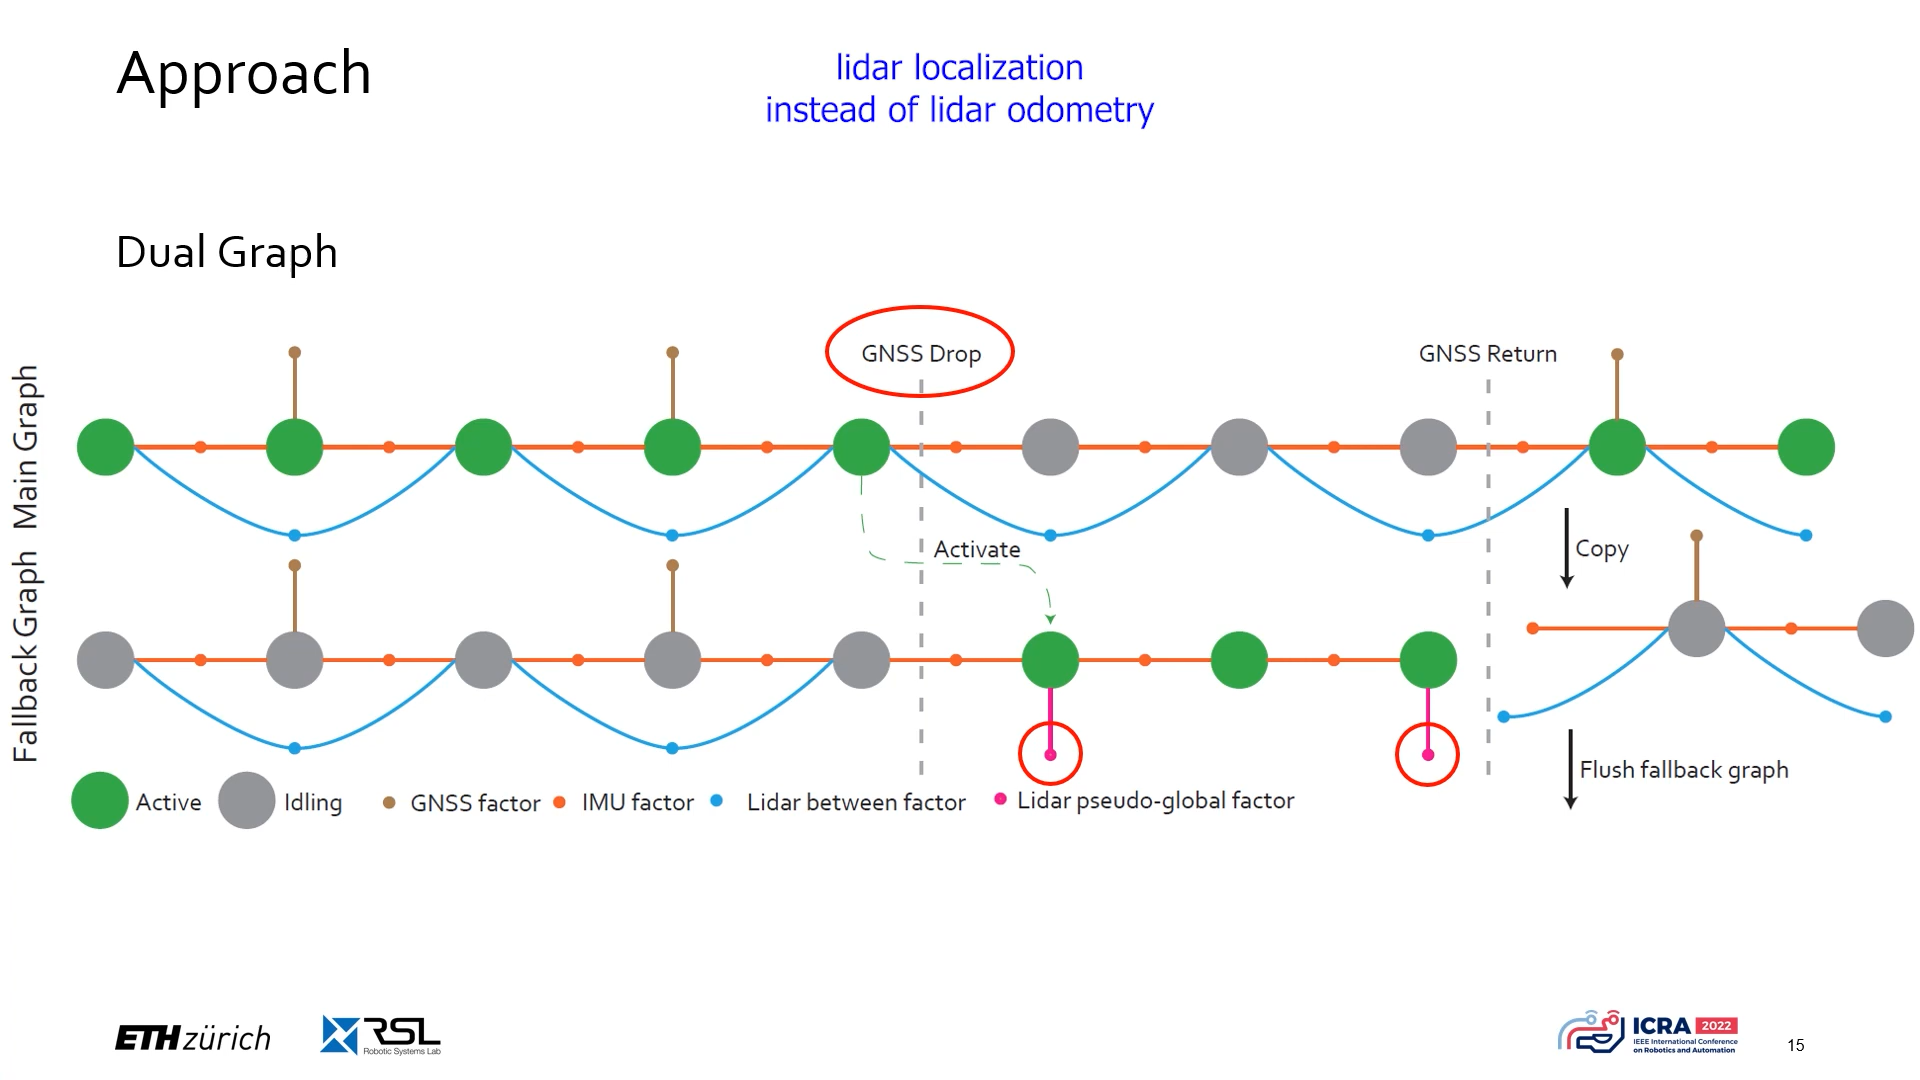 Approach
lidar localization
instead of lidar odometry
Dual Graph
GNSS Drop
GNSS Return
Main Graph
Activate
Copy
Fallback Graph
Flush fallback graph
Active
Idling
GNSS factor
IMU factor
Lidar between factor
Lidar pseudo-global factor
ETH zürich
RSL
Robotic Systems Lab
ICRA 2022
IEEE International Conference
on Robotics and Automation
15